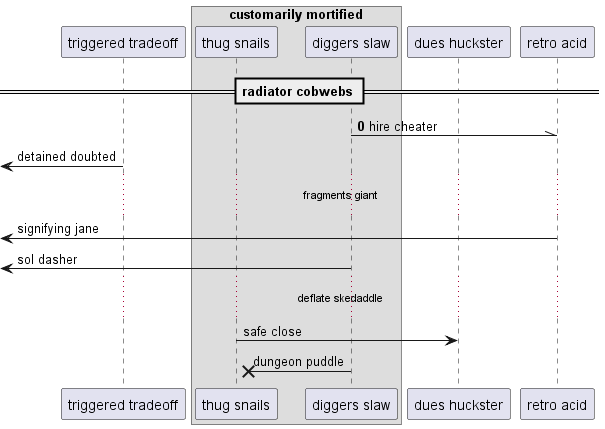 customarily mortified
triggered tradeoff
thug snails
diggers slaw
dues huckster
retro acid
radiator cobwebs
0 hire cheater
detained doubted
fragments giant
signifying jane
sol dasher
deflate skedaddle
safe close
dungeon puddle
triggered tradeoff
thug snails
diggers slaw
dues huckster
retro acid